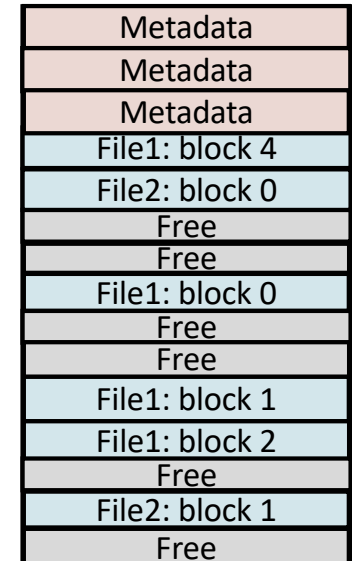 Metadata
Metadata
Metadata
File1: block 4
File2: block 0
Free
Free
File1: block 0
Free
Free
File1: block 1
File1: block 2
Free
File2: block 1
Free